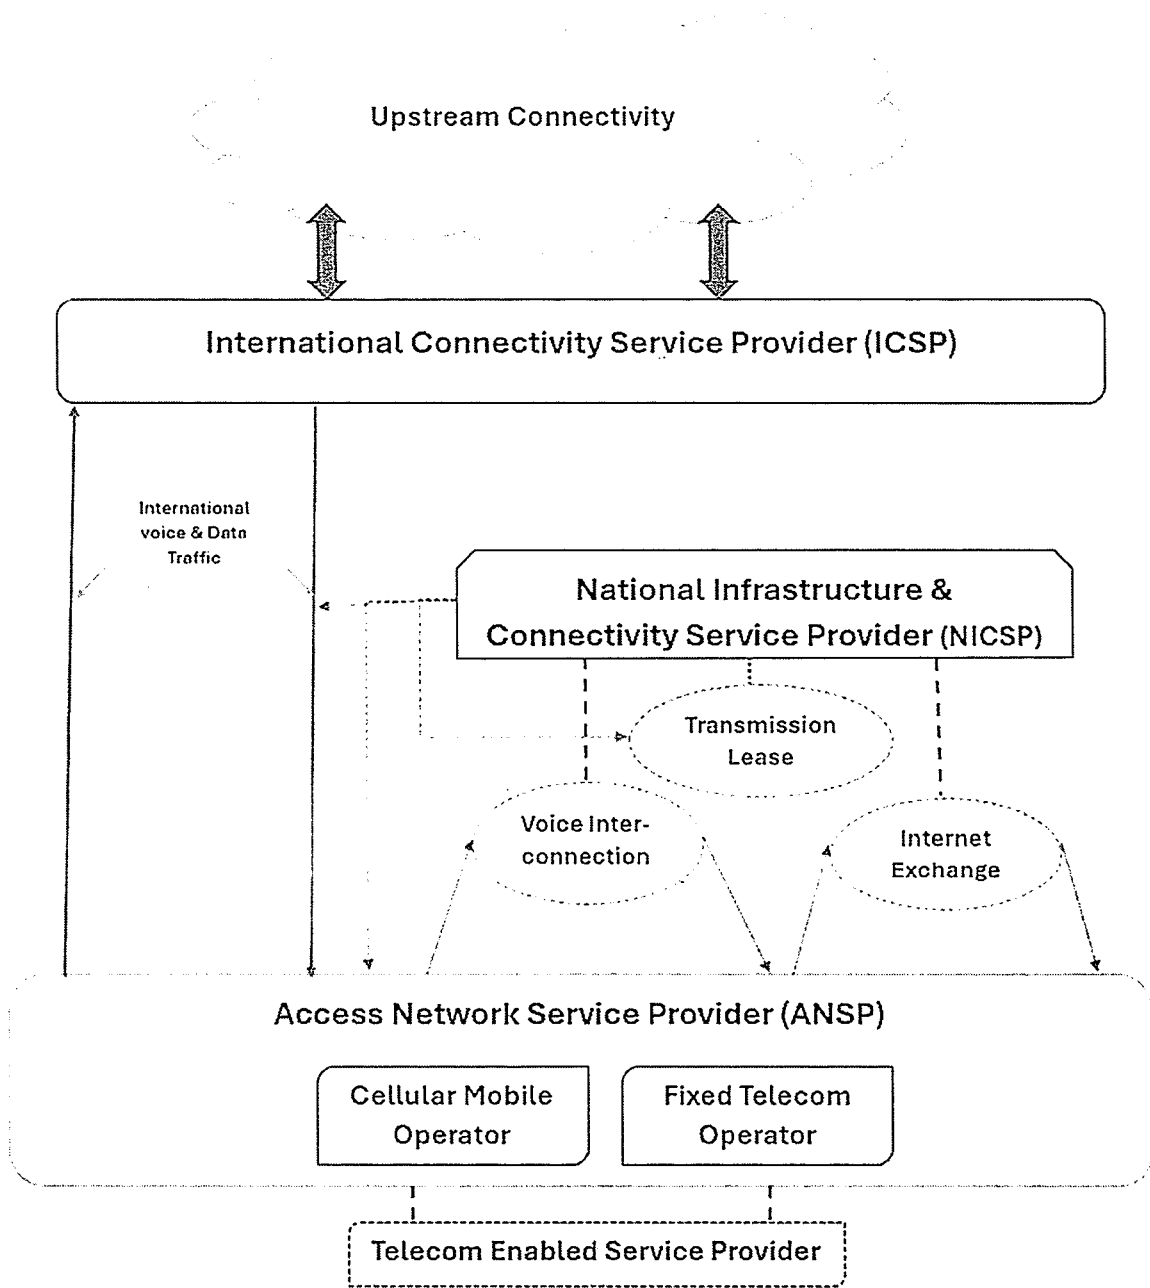 Upstream Connectivity
International Connectivity Service Provider (ICSP)
International
voice & Data
Traffic
National Infrastructure &
Connectivity Service Provider (NICSP)
Transmission
Lease
Voice Inter-
connection
Internet
Exchange
Access Network Service Provider (ANSP)
Cellular Mobile
Operator
Fixed Telecom
Operator
Telecom Enabled Service Provider